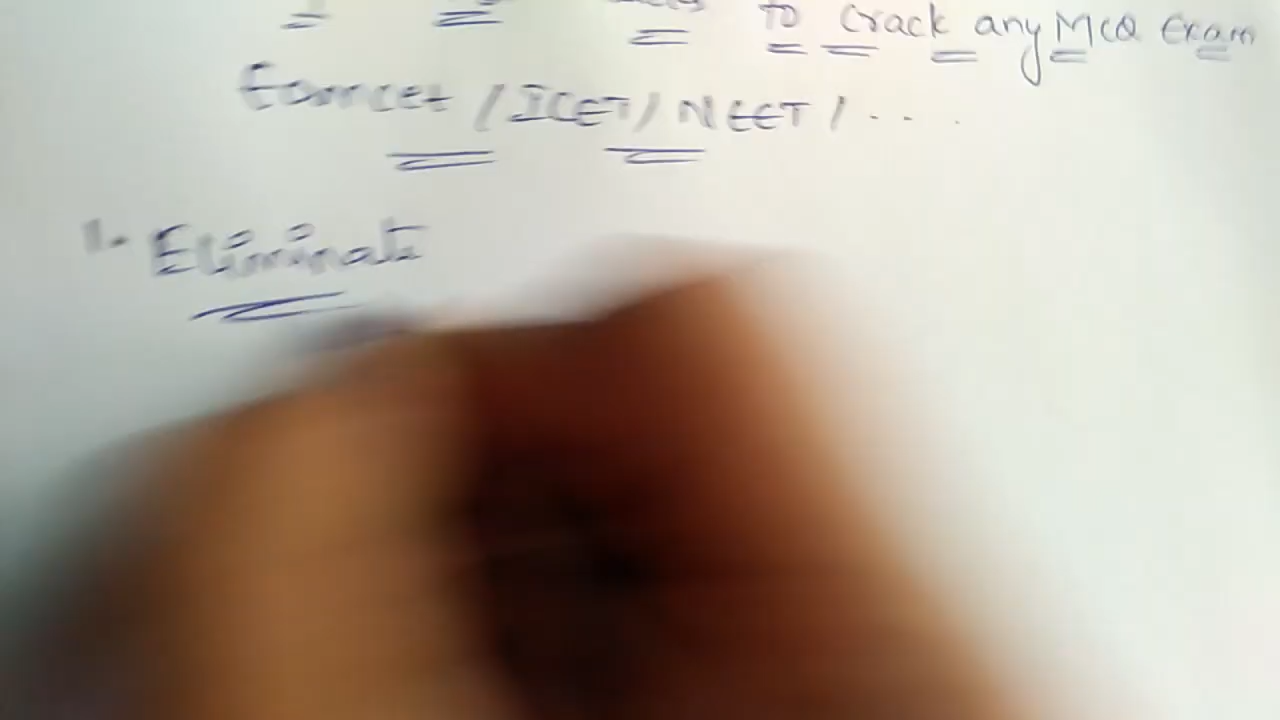 to crack any MCQ Exam
Eamcet / ICET / NEET / ....
1. Eliminate